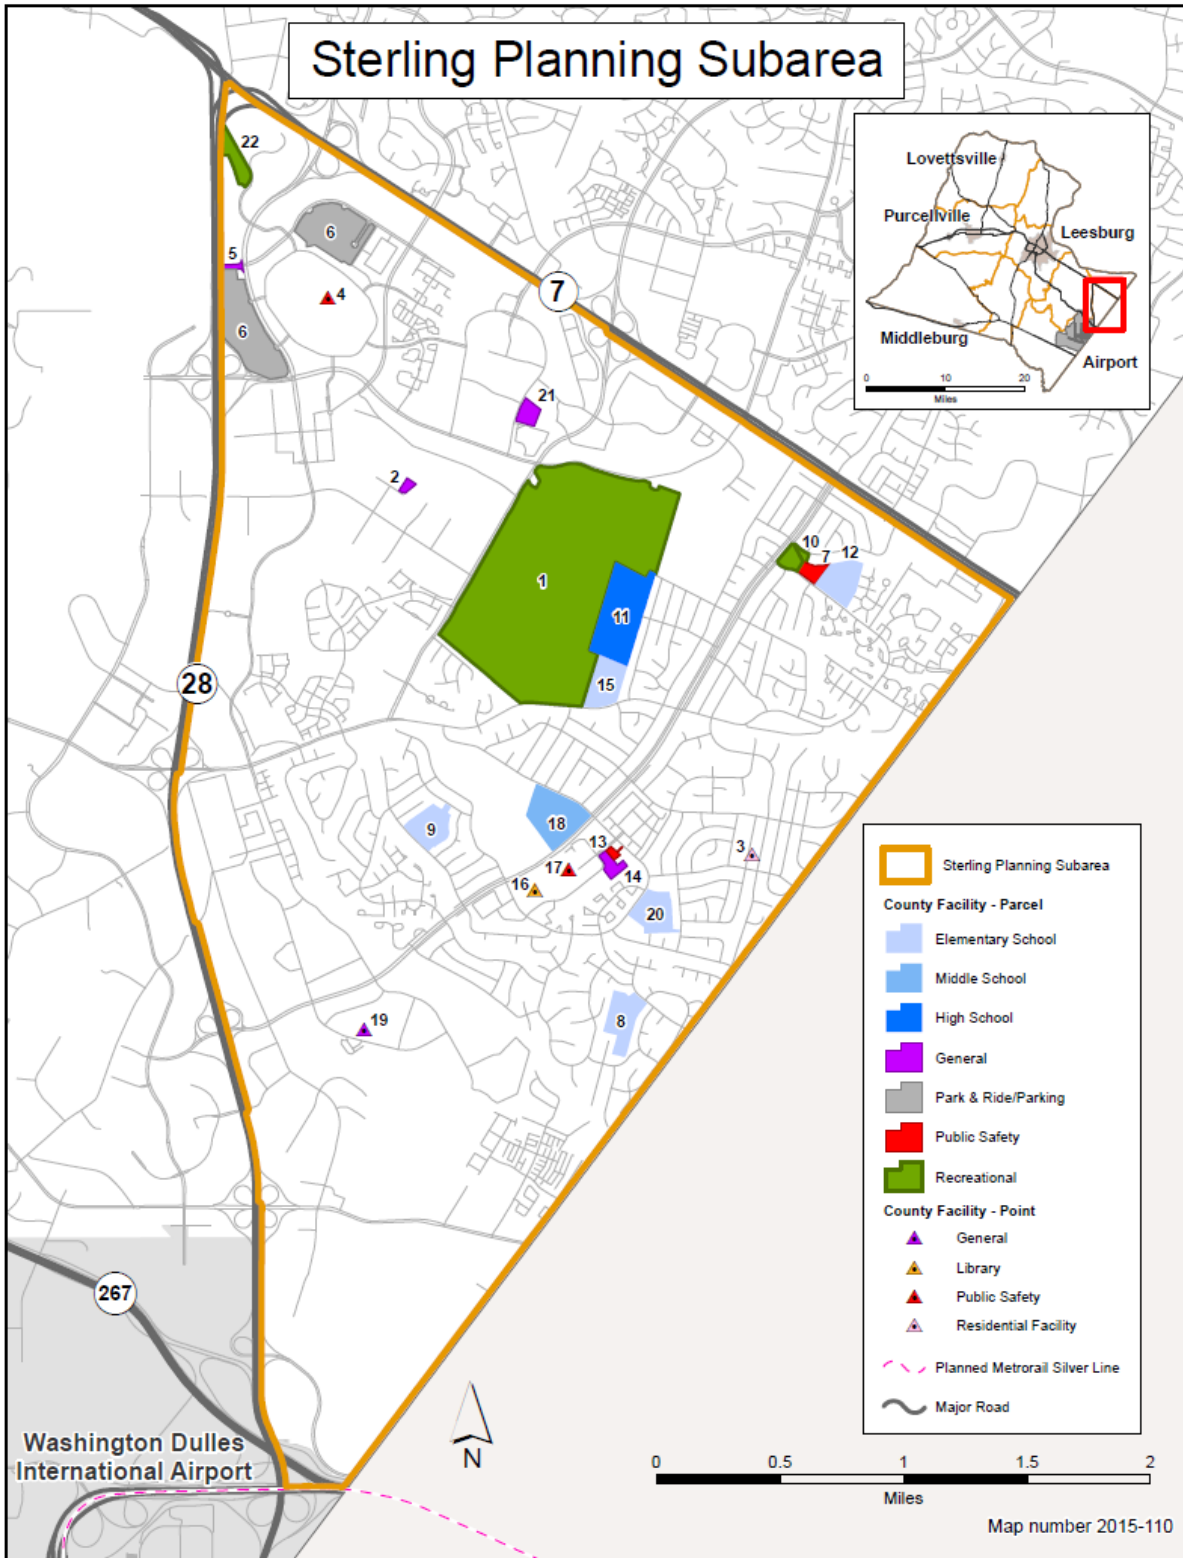 Sterling Planning Subarea
22
Lovettsville
Purcellville
Leesburg
Middleburg
Airport
0 10 20
Miles
6
5
4
7
6
21
2
10
7
12
1
11
15
28
9
18
13
3
17
14
16
20
19
8
Sterling Planning Subarea
County Facility - Parcel
Elementary School
Middle School
High School
General
Park & Ride/Parking
Public Safety
Recreational
County Facility - Point
General
Library
Public Safety
Residential Facility
Planned Metrorail Silver Line
Major Road
267
Washington Dulles
International Airport
N
0 0.5 1 1.5 2
Miles
Map number 2015-110